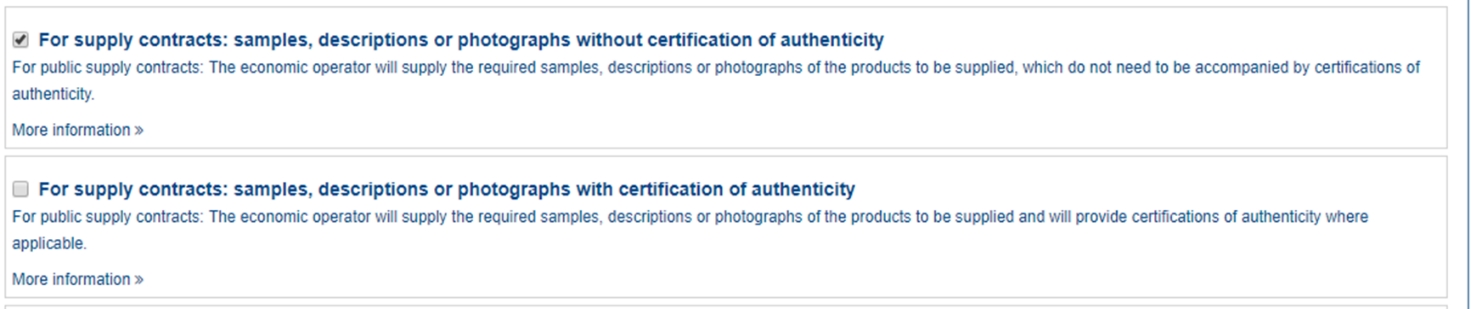 For supply contracts: samples, descriptions or photographs without certification of authenticity
For public supply contracts: The economic operator will supply the required samples, descriptions or photographs of the products to be supplied, which do not need to be accompanied by certifications of
authenticity.
More information »
For supply contracts: samples, descriptions or photographs with certification of authenticity
For public supply contracts: The economic operator will supply the required samples, descriptions or photographs of the products to be supplied and will provide certifications of authenticity where
applicable.
More information »